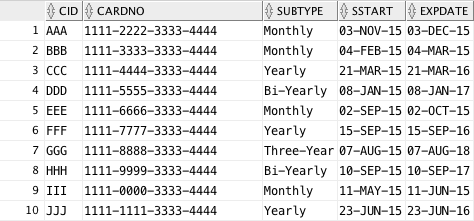 CID CARDNO SUBTYPE SSTART EXPDATE
1 AAA 1111-2222-3333-4444 Monthly 03-NOV-15 03-DEC-15
2 BBB 1111-3333-3333-4444 Monthly 04-FEB-15 04-MAR-15
3 CCC 1111-4444-3333-4444 Yearly 21-MAR-15 21-MAR-16
4 DDD 1111-5555-3333-4444 Bi-Yearly 08-JAN-15 08-JAN-17
5 EEE 1111-6666-3333-4444 Monthly 02-SEP-15 02-OCT-15
6 FFF 1111-7777-3333-4444 Yearly 15-SEP-15 15-SEP-16
7 GGG 1111-8888-3333-4444 Three-Year 07-AUG-15 07-AUG-18
8 HHH 1111-9999-3333-4444 Bi-Yearly 10-SEP-15 10-SEP-17
9 III 1111-0000-3333-4444 Monthly 11-MAY-15 11-JUN-15
10 JJJ 1111-1111-3333-4444 Yearly 23-JUN-15 23-JUN-16